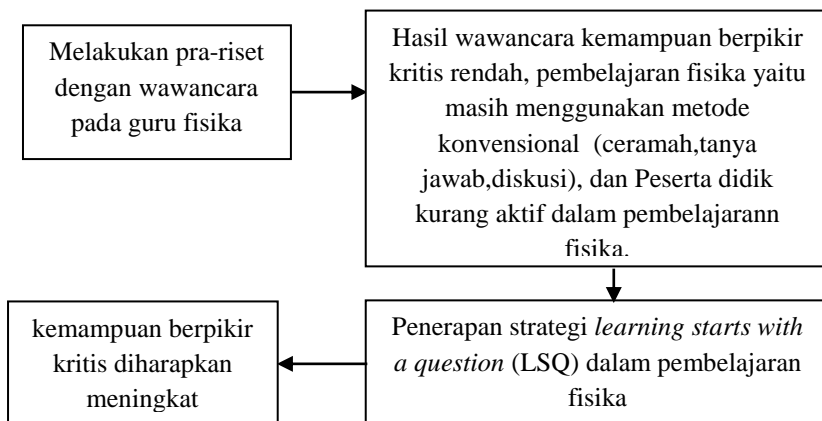 Melakukan pra-riset
dengan wawancara
pada guru fisika
Hasil wawancara kemampuan berpikir
kritis rendah, pembelajaran fisika yaitu
masih menggunakan metode
konvensional (ceramah,tanya
jawab,diskusi), dan Peserta didik
kurang aktif dalam pembelajarann
fisika.
Penerapan strategi learning starts with
a question (LSQ) dalam pembelajaran
fisika
kemampuan berpikir
kritis diharapkan
meningkat